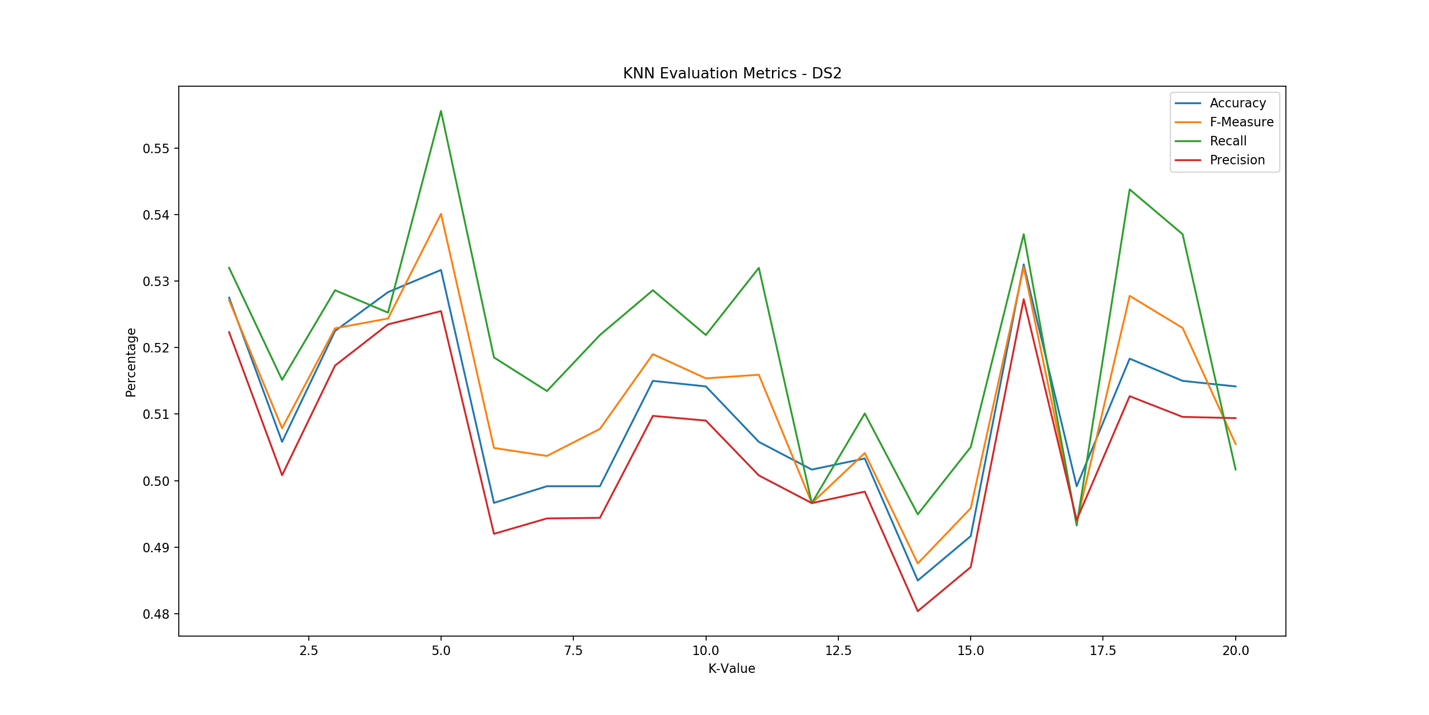 KNN Evaluation Metrics - DS2
Accuracy
F-Measure
Recall
Precision
Percentage
0.55
0.54
0.53
0.52
0.51
0.50
0.49
0.48
2.5 5.0 7.5 10.0 12.5 15.0 17.5 20.0
K-Value